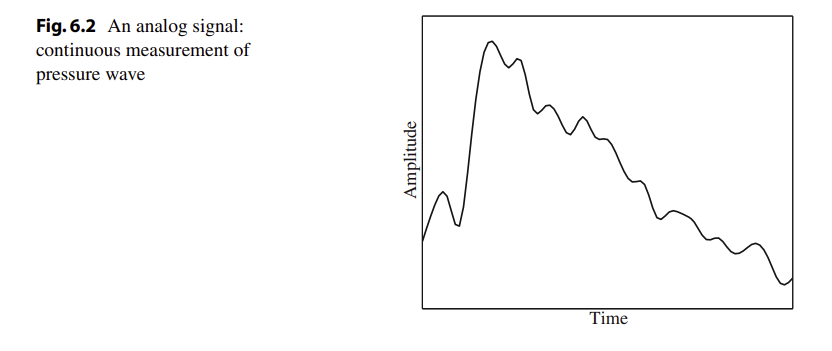 Fig. 6.2 An analog signal:
continuous measurement of
pressure wave
Amplitude
Time